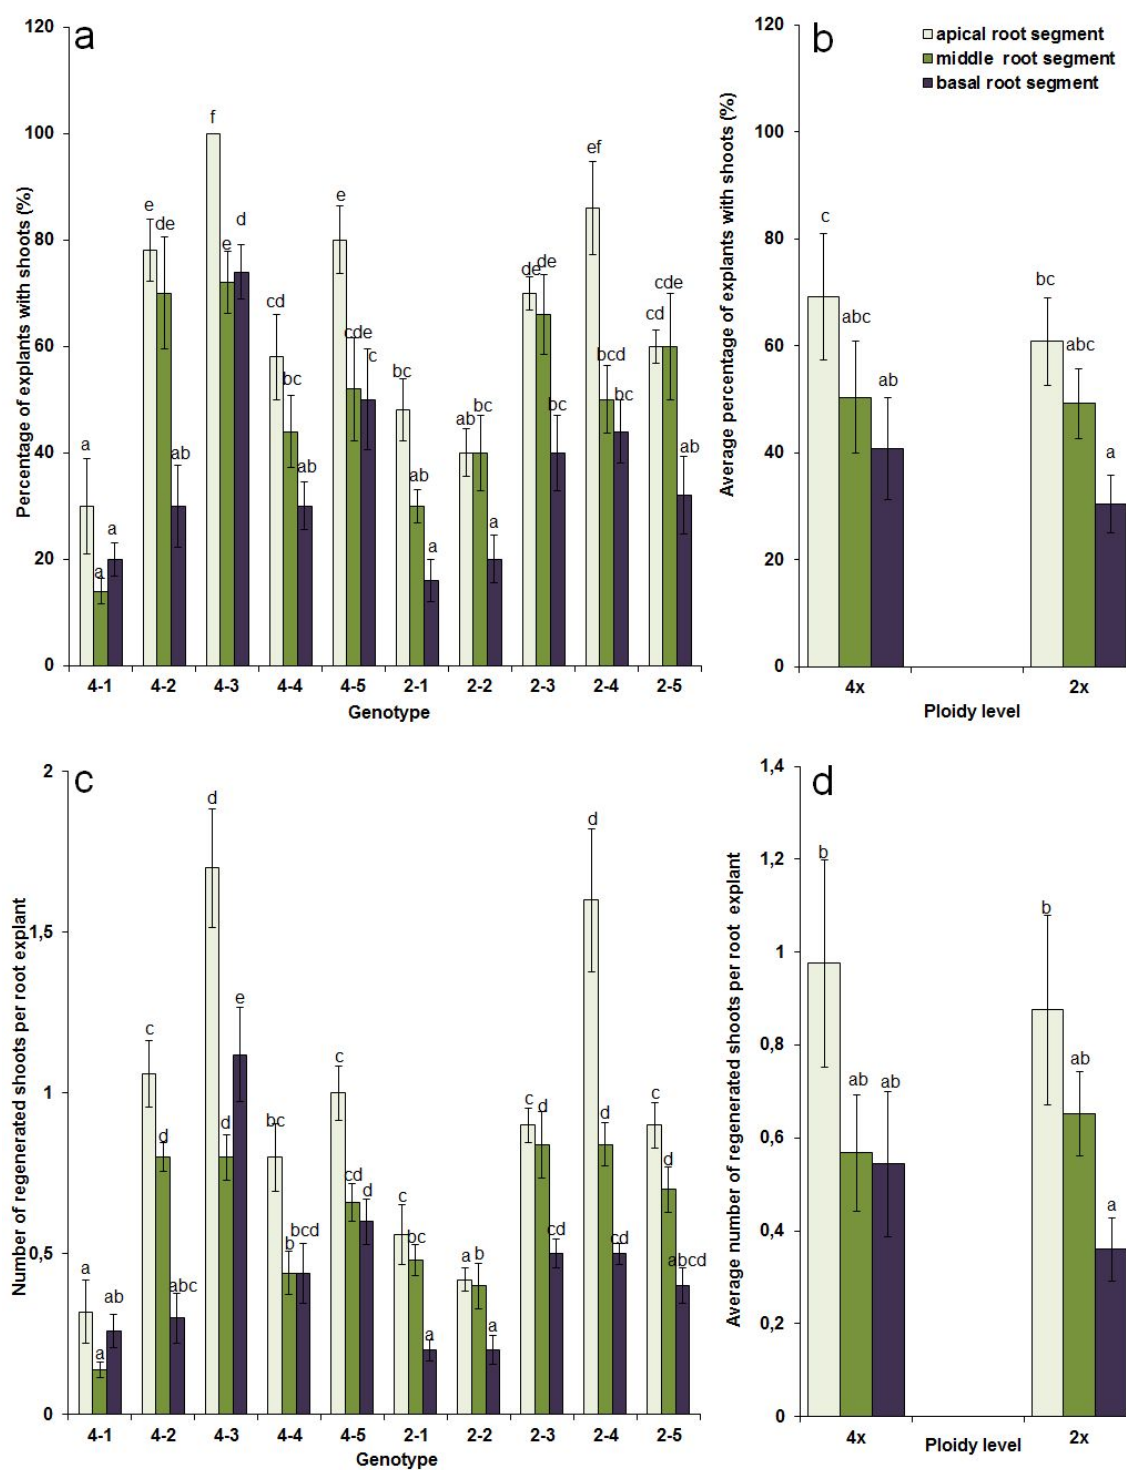 a
Percentage of explants with shoots (%)
120
100
80
60
40
20
0
a a a
e de ab
f e d
cd bc ab
e cde c
bc ab a
ab bc a
de de bc
ef bcd bc
cd cde ab
4-1 4-2 4-3 4-4 4-5 2-1 2-2 2-3 2-4 2-5
Genotype
b
apical root segment
middle root segment
basal root segment
Average percentage of explants with shoots (%)
120
100
80
60
40
20
0
c abc ab
bc abc a
4x 2x
Ploidy level
c
Number of regenerated shoots per root explant
2
1,5
1
0,5
0
a a ab
c d abc
d d e
bc b bcd
c cd d
c bc a
a b a
c d cd
d d cd
c d abcd
4-1 4-2 4-3 4-4 4-5 2-1 2-2 2-3 2-4 2-5
Genotype
d
Average number of regenerated shoots per root explant
1,4
1,2
1
0,8
0,6
0,4
0,2
0
b ab ab
b ab a
4x 2x
Ploidy level